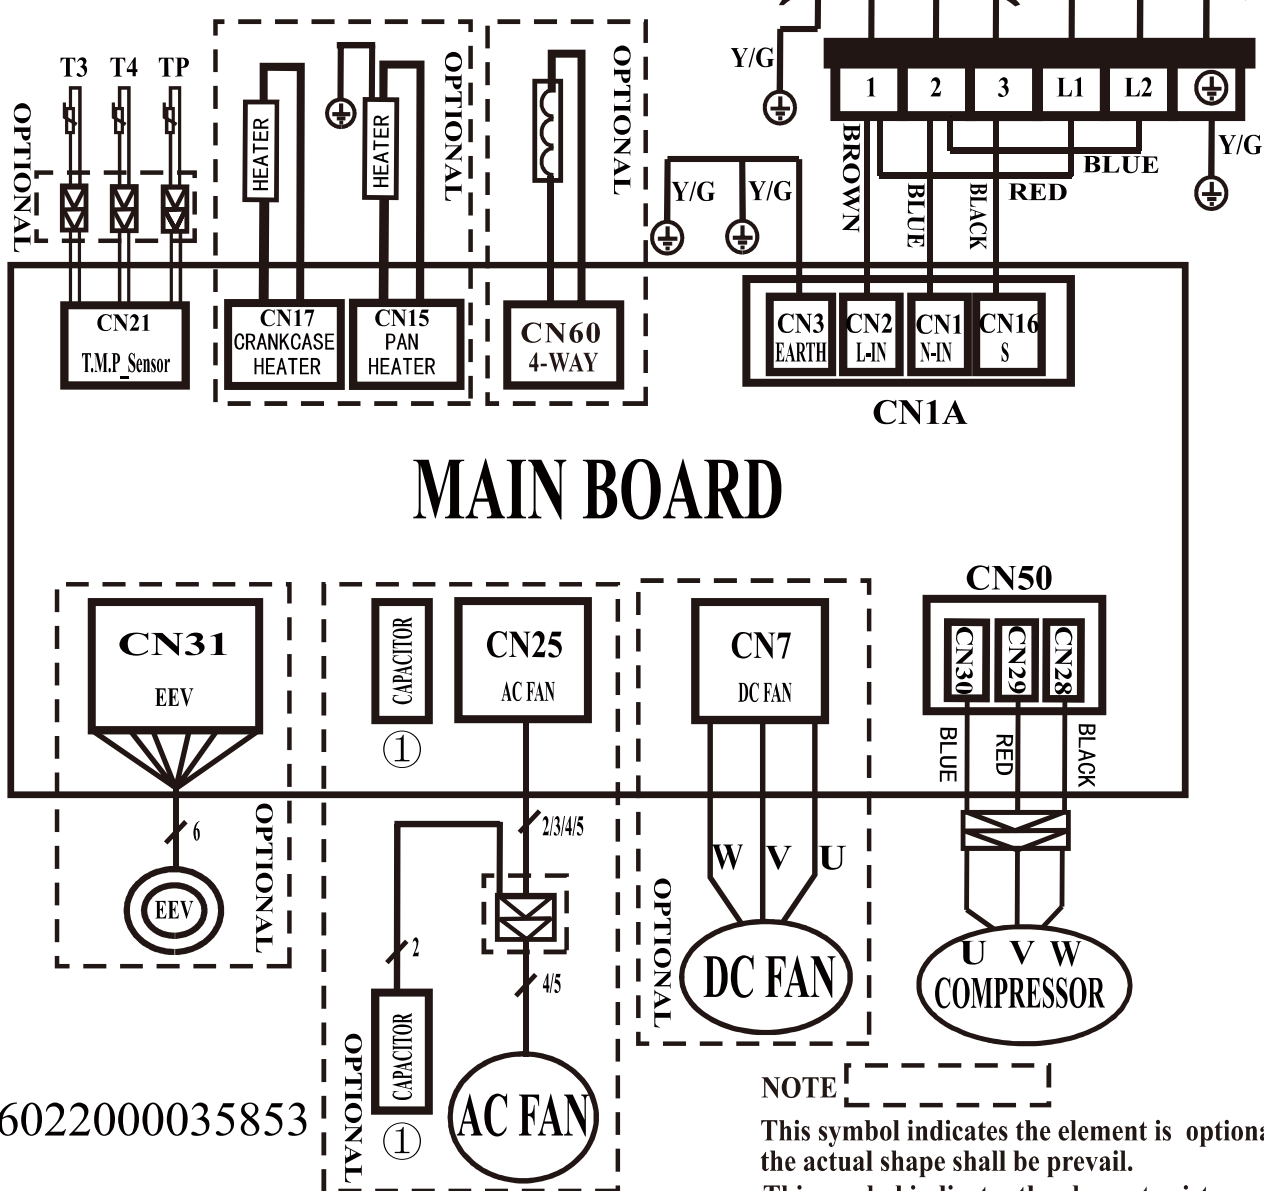 T3 T4 TP
OPTIONAL
HEATER
HEATER
OPTIONAL
OPTIONAL
Y/G
1 2 3 L1 L2
Y/G
BLUE
RED
BROWN
BLUE
BLACK
Y/G Y/G
CN21
T.M.P_Sensor
CN17
CRANKCASE
HEATER
CN15
PAN
HEATER
CN60
4-WAY
CN3
EARTH
CN2
L-IN
CN1
N-IN
CN16
S
CN1A
MAIN BOARD
CN31
EEV
6
EEV
OPTIONAL
CAPACITOR
①
CN25
AC FAN
2/3/4/5
2
4/5
CAPACITOR
①
AC FAN
OPTIONAL
CN7
DC FAN
W V U
DC FAN
OPTIONAL
CN50
CN30
CN29
CN28
BLUE
RED
BLACK
U V W
COMPRESSOR
6022000035853
NOTE
This symbol indicates the element is optiona
the actual shape shall be prevail.